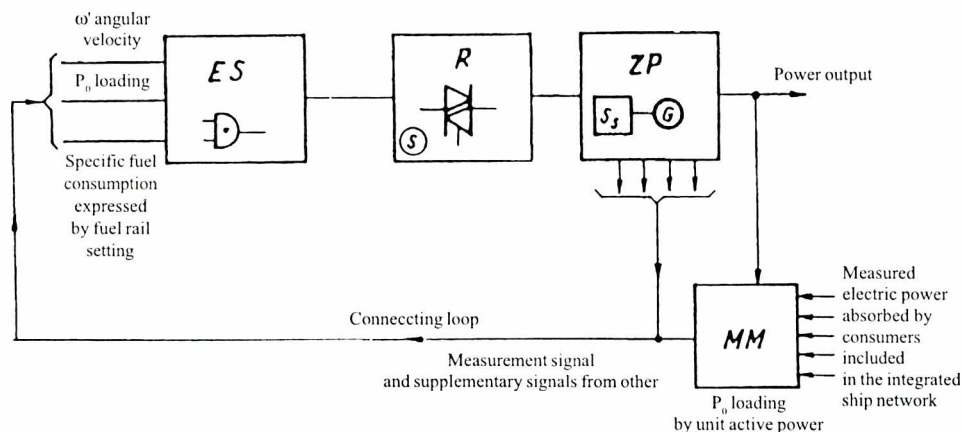 ω' angular
velocity
P₀ loading
Specific fuel
consumption
expressed
by fuel rail
setting
ES
R
S
ZP
Sₛ
G
Power output
MM
Measured
electric power
absorbed by
consumers
included
in the integrated
ship network
Conneccting loop
Measurement signal
and supplementary signals from other
P₀ loading
by unit active power